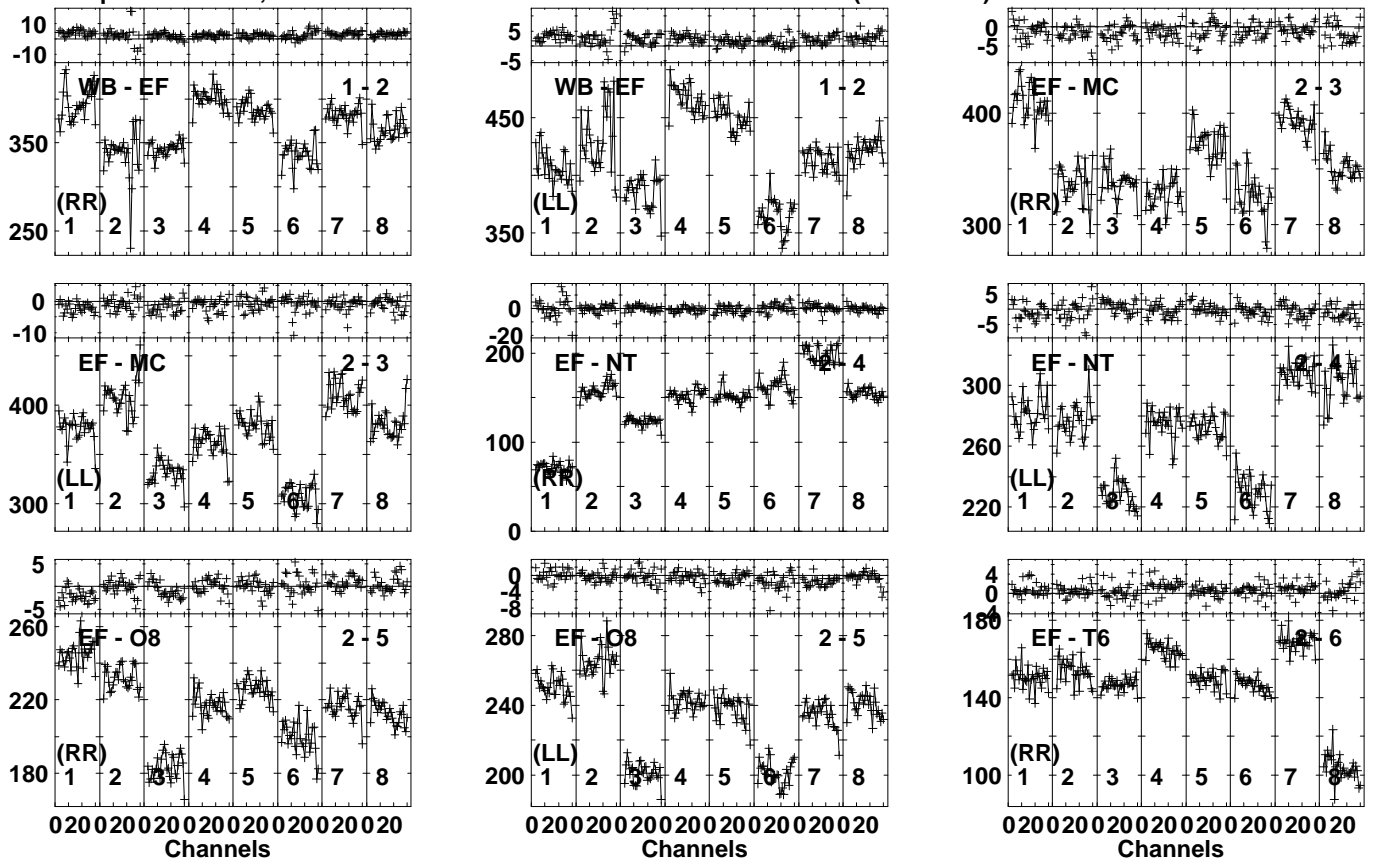 10
-10
WB - EF 1 - 2
350
250
(RR)
1 2 3 4 5 6 7 8
5
-5
WB - EF 1 - 2
450
350
(LL)
1 2 3 4 5 6 7 8
0
-5
EF - MC 2 - 3
400
300
(RR)
1 2 3 4 5 6 7 8
0
-10
EF - MC 2 - 3
400
300
(LL)
1 2 3 4 5 6 7 8
0
-20
200
EF - NT 2 - 4
100
0
(RR)
1 2 3 4 5 6 7 8
5
-5
EF - NT 2 - 4
300
260
220
(LL)
1 2 3 4 5 6 7 8
5
0
-5
260
EF - O8 2 - 5
220
180
(RR)
1 2 3 4 5 6 7 8
0
-4
-8
EF - O8 2 - 5
280
240
200
(LL)
1 2 3 4 5 6 7 8
4
0
-4
180
EF - T6 2 - 6
140
100
(RR)
1 2 3 4 5 6 7 8
0 20 0 20 0 20 0 20 0 20 0 20 0 20 0 20
Channels
0 20 0 20 0 20 0 20 0 20 0 20 0 20 0 20
Channels
0 20 0 20 0 20 0 20 0 20 0 20 0 20 0 20
Channels